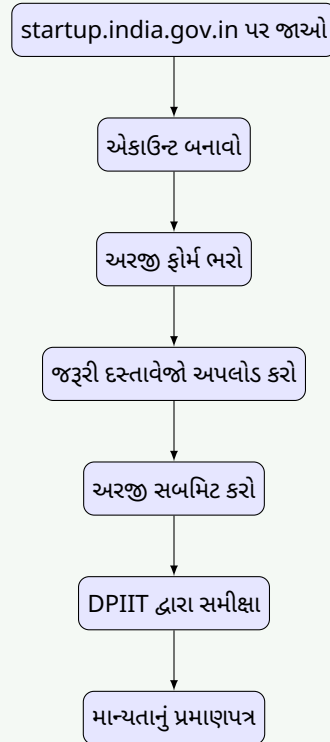 startup.india.gov.in પર જાઓ
એકાઉન્ટ બનાવો
અરજી ફોર્મ ભરો
જરૂરી દસ્તાવેજો અપલોડ કરો
અરજી સબમિટ કરો
DPIIT દ્વારા સમીક્ષા
માન્યતાનું પ્રમાણપત્ર